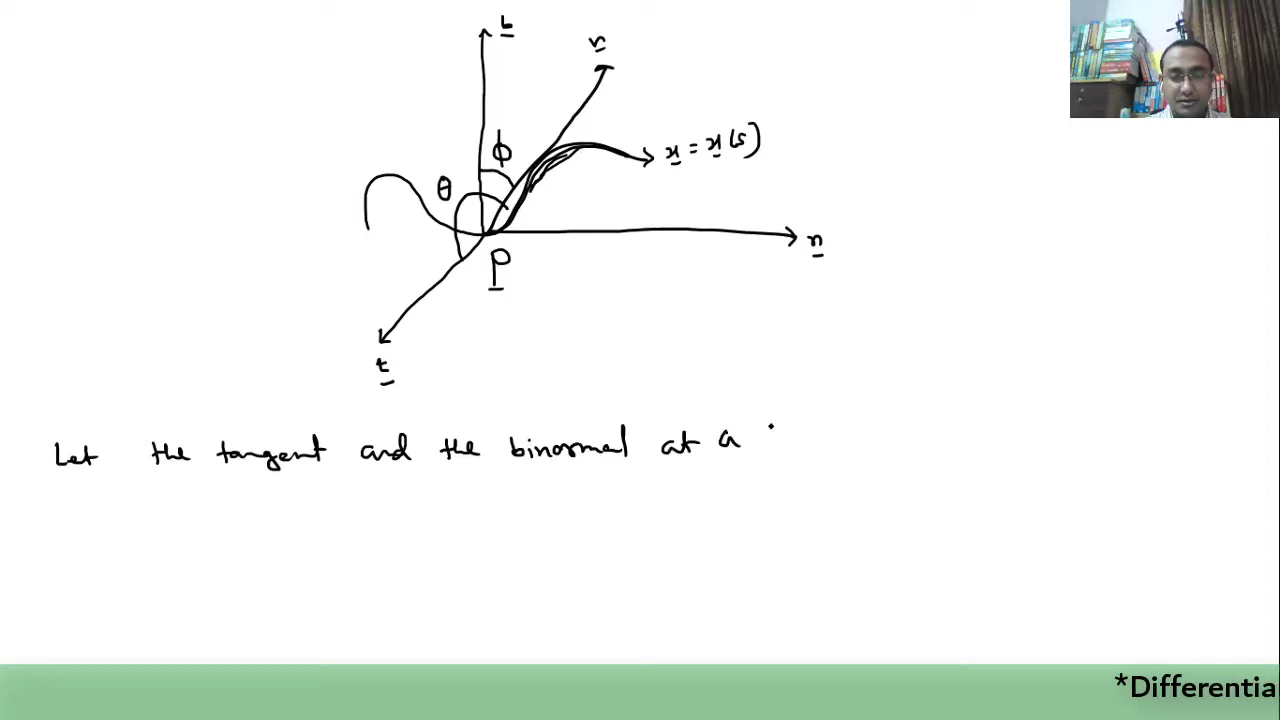 b
v
ϕ
x = x(s)
θ
n
P
t
Let the tangent and the binormal at a
*Differentia